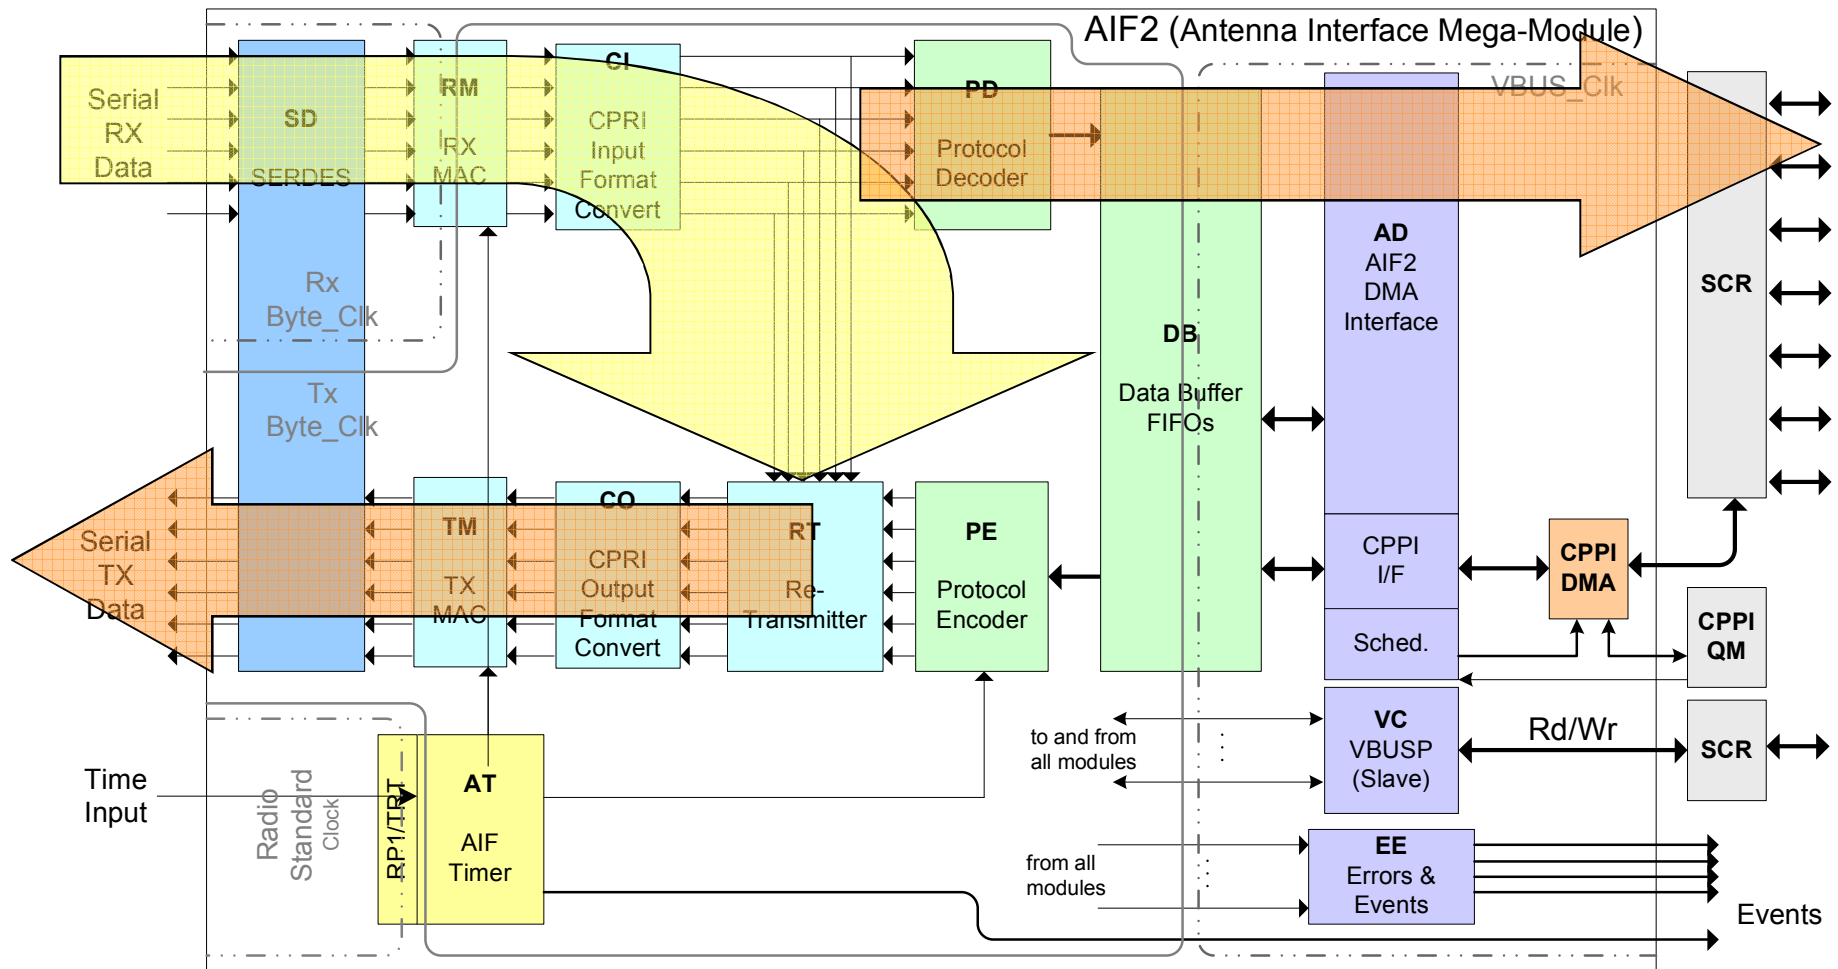 AIF2 (Antenna Interface Mega-Module)
VBUS_Clk
Serial
RX
Data
SD
SERDES
RM
RX
MAC
CI
CPRI
Input
Format
Convert
PD
Protocol
Decoder
Rx
Byte_Clk
Tx
Byte_Clk
DB
Data Buffer
FIFOs
AD
AIF2
DMA
Interface
SCR
Serial
TX
Data
TM
TX
MAC
CO
CPRI
Output
Format
Convert
RT
Re-
Transmitter
PE
Protocol
Encoder
CPPI
I/F
Sched.
CPPI
DMA
CPPI
QM
Time
Input
Radio
Standard
Clock
RP1/TRT
AT
AIF
Timer
to and from
all modules
VC
VBUSP
(Slave)
Rd/Wr
SCR
from all
modules
EE
Errors &
Events
Events